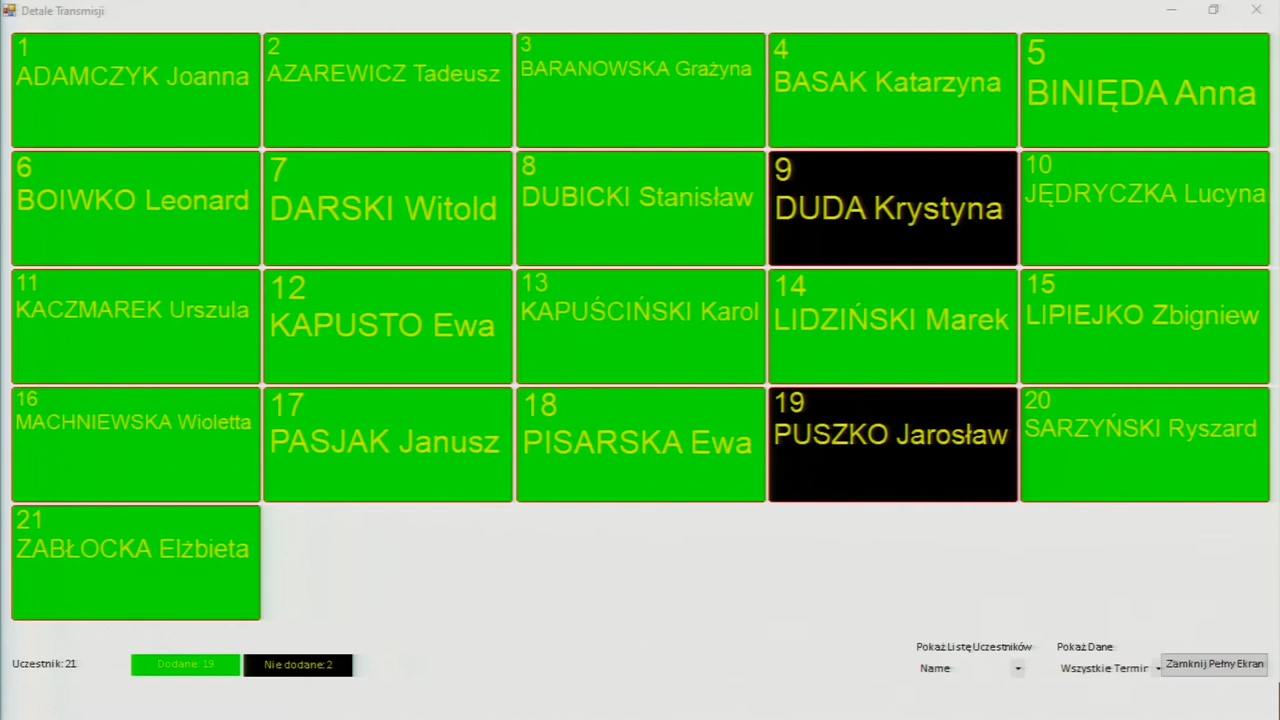 Detale Transmisji
1
ADAMCZYK Joanna
2
AZAREWICZ Tadeusz
3
BARANOWSKA Grażyna
4
BASAK Katarzyna
5
BINIĘDA Anna
6
BOIWKO Leonard
7
DARSKI Witold
8
DUBICKI Stanisław
9
DUDA Krystyna
10
JĘDRYCZKA Lucyna
11
KACZMAREK Urszula
12
KAPUSTO Ewa
13
KAPUŚCIŃSKI Karol
14
LIDZIŃSKI Marek
15
LIPIEJKO Zbigniew
16
MACHNIEWSKA Wioletta
17
PASJAK Janusz
18
PISARSKA Ewa
19
PUSZKO Jarosław
20
SARZYŃSKI Ryszard
21
ZABŁOCKA Elżbieta
Pokaż Listę Uczestników
Pokaż Dane
Uczestnik: 21
Dodane: 19
Nie dodane: 2
Name
Wszystkie Termir
Zamknij Pełny Ekran